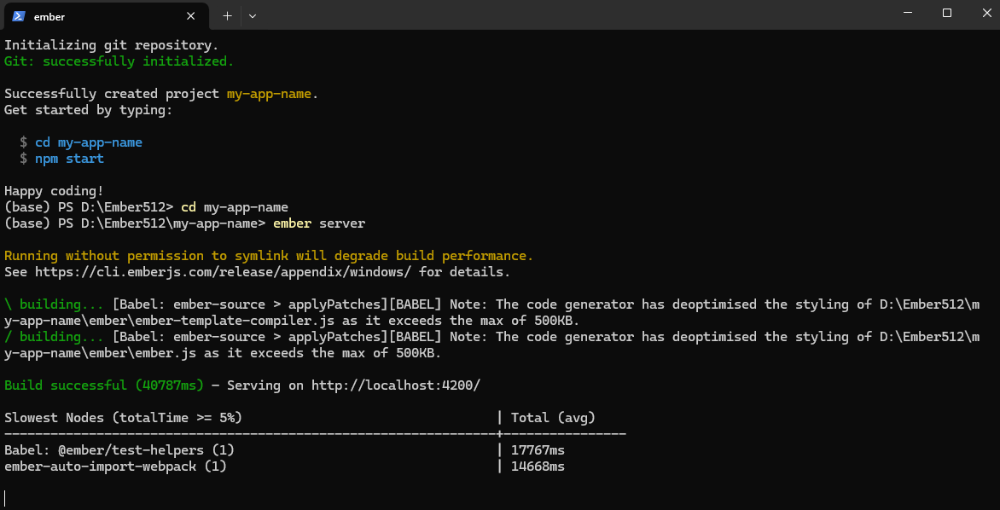 ember
Initializing git repository.
Git: successfully initialized.
Successfully created project my-app-name.
Get started by typing:
$ cd my-app-name
$ npm start
Happy coding!
(base) PS D:\Ember512> cd my-app-name
(base) PS D:\Ember512\my-app-name> ember server
Running without permission to symlink will degrade build performance.
See https://cli.emberjs.com/release/appendix/windows/ for details.
\ building... [Babel: ember-source > applyPatches][BABEL] Note: The code generator has deoptimised the styling of D:\Ember512\m
y-app-name\ember\ember-template-compiler.js as it exceeds the max of 500KB.
/ building... [Babel: ember-source > applyPatches][BABEL] Note: The code generator has deoptimised the styling of D:\Ember512\m
y-app-name\ember\ember.js as it exceeds the max of 500KB.
Build successful (40787ms) – Serving on http://localhost:4200/
Slowest Nodes (totalTime >= 5%) | Total (avg)
----------------------------------------------------------------+----------------
Babel: @ember/test-helpers (1) | 17767ms
ember-auto-import-webpack (1) | 14668ms